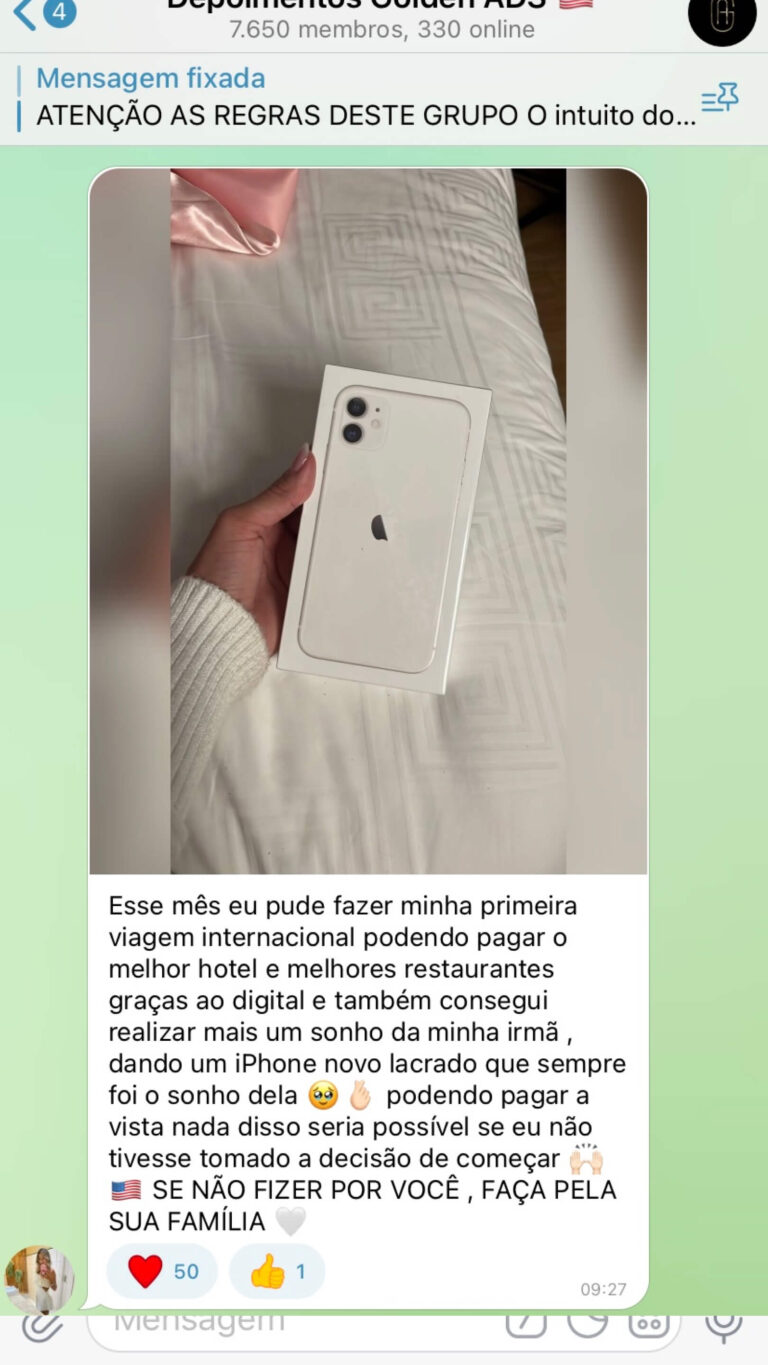 4
Depoimentos Golden ADS 🇺🇸
7.650 membros, 330 online
Mensagem fixada
ATENÇÃO AS REGRAS DESTE GRUPO O intuito do...
Esse mês eu pude fazer minha primeira
viagem internacional podendo pagar o
melhor hotel e melhores restaurantes
graças ao digital e também consegui
realizar mais um sonho da minha irmã ,
dando um iPhone novo lacrado que sempre
foi o sonho dela 🥹🫰🏻 podendo pagar a
vista nada disso seria possível se eu não
tivesse tomado a decisão de começar 🙌🏻
🇺🇸 SE NÃO FIZER POR VOCÊ , FAÇA PELA
SUA FAMÍLIA 🤍
❤️ 50 👍 1
09:27
Mensagem